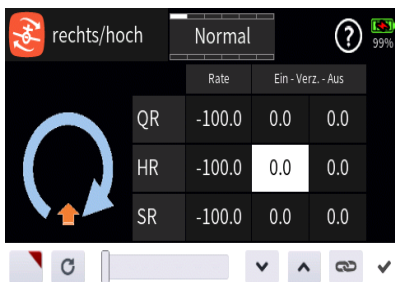 rechts/hoch Normal ? 99%
Rate Ein - Verz. - Aus
QR -100.0 0.0 0.0
HR -100.0 0.0 0.0
SR -100.0 0.0 0.0